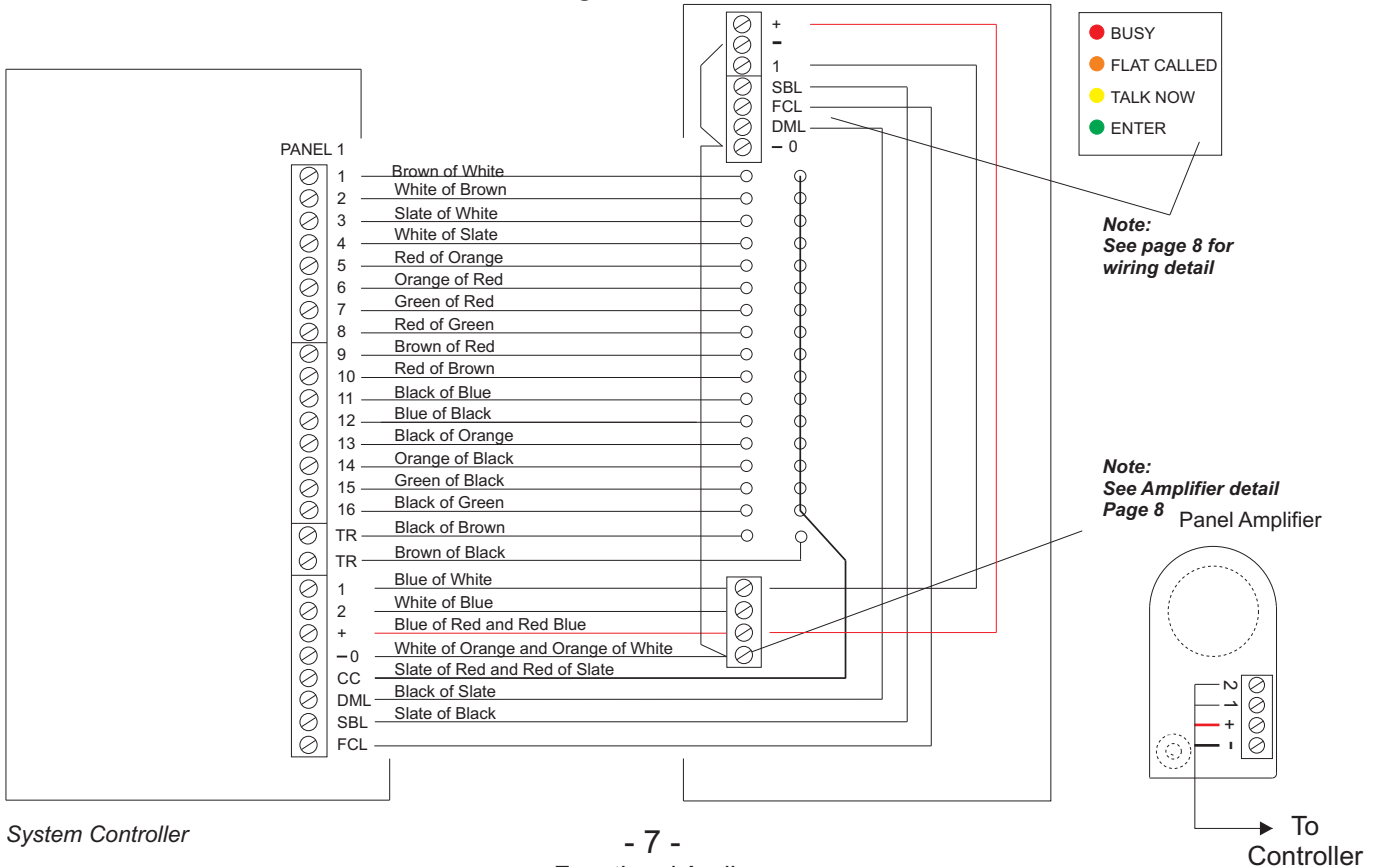 +
-
1
SBL
FCL
DML
– 0
BUSY
FLAT CALLED
TALK NOW
ENTER
Note:
See page 8 for
wiring detail
PANEL 1
1 Brown of White
2 White of Brown
3 Slate of White
4 White of Slate
5 Red of Orange
6 Orange of Red
7 Green of Red
8 Red of Green
9 Brown of Red
10 Red of Brown
11 Black of Blue
12 Blue of Black
13 Black of Orange
14 Orange of Black
15 Green of Black
16 Black of Green
TR Black of Brown
TR Brown of Black
1 Blue of White
2 White of Blue
+ Blue of Red and Red Blue
–0 White of Orange and Orange of White
CC Slate of Red and Red of Slate
DML Black of Slate
SBL Slate of Black
FCL
Note:
See Amplifier detail
Page 8
Panel Amplifier
2
1
+
-
To
Controller
System Controller
- 7 -